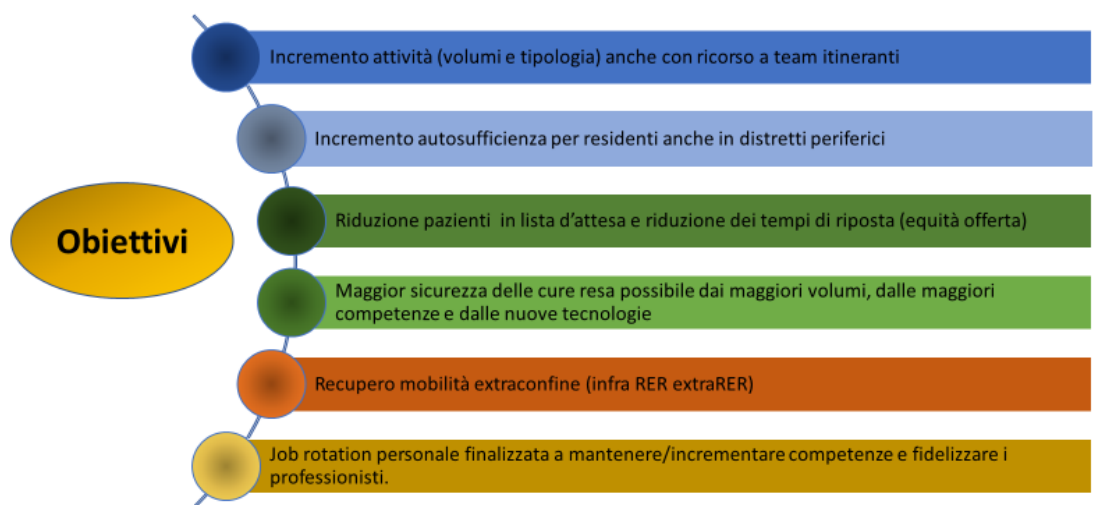 Obiettivi
Incremento attività (volumi e tipologia) anche con ricorso a team itineranti
Incremento autosufficienza per residenti anche in distretti periferici
Riduzione pazienti  in lista d'attesa e riduzione dei tempi di riposta (equità offerta)
Maggior sicurezza delle cure resa possibile dai maggiori volumi, dalle maggiori
competenze e dalle nuove tecnologie
Recupero mobilità extraconfine (infra RER extraRER)
Job rotation personale finalizzata a mantenere/incrementare competenze e fidelizzare i
professionisti.